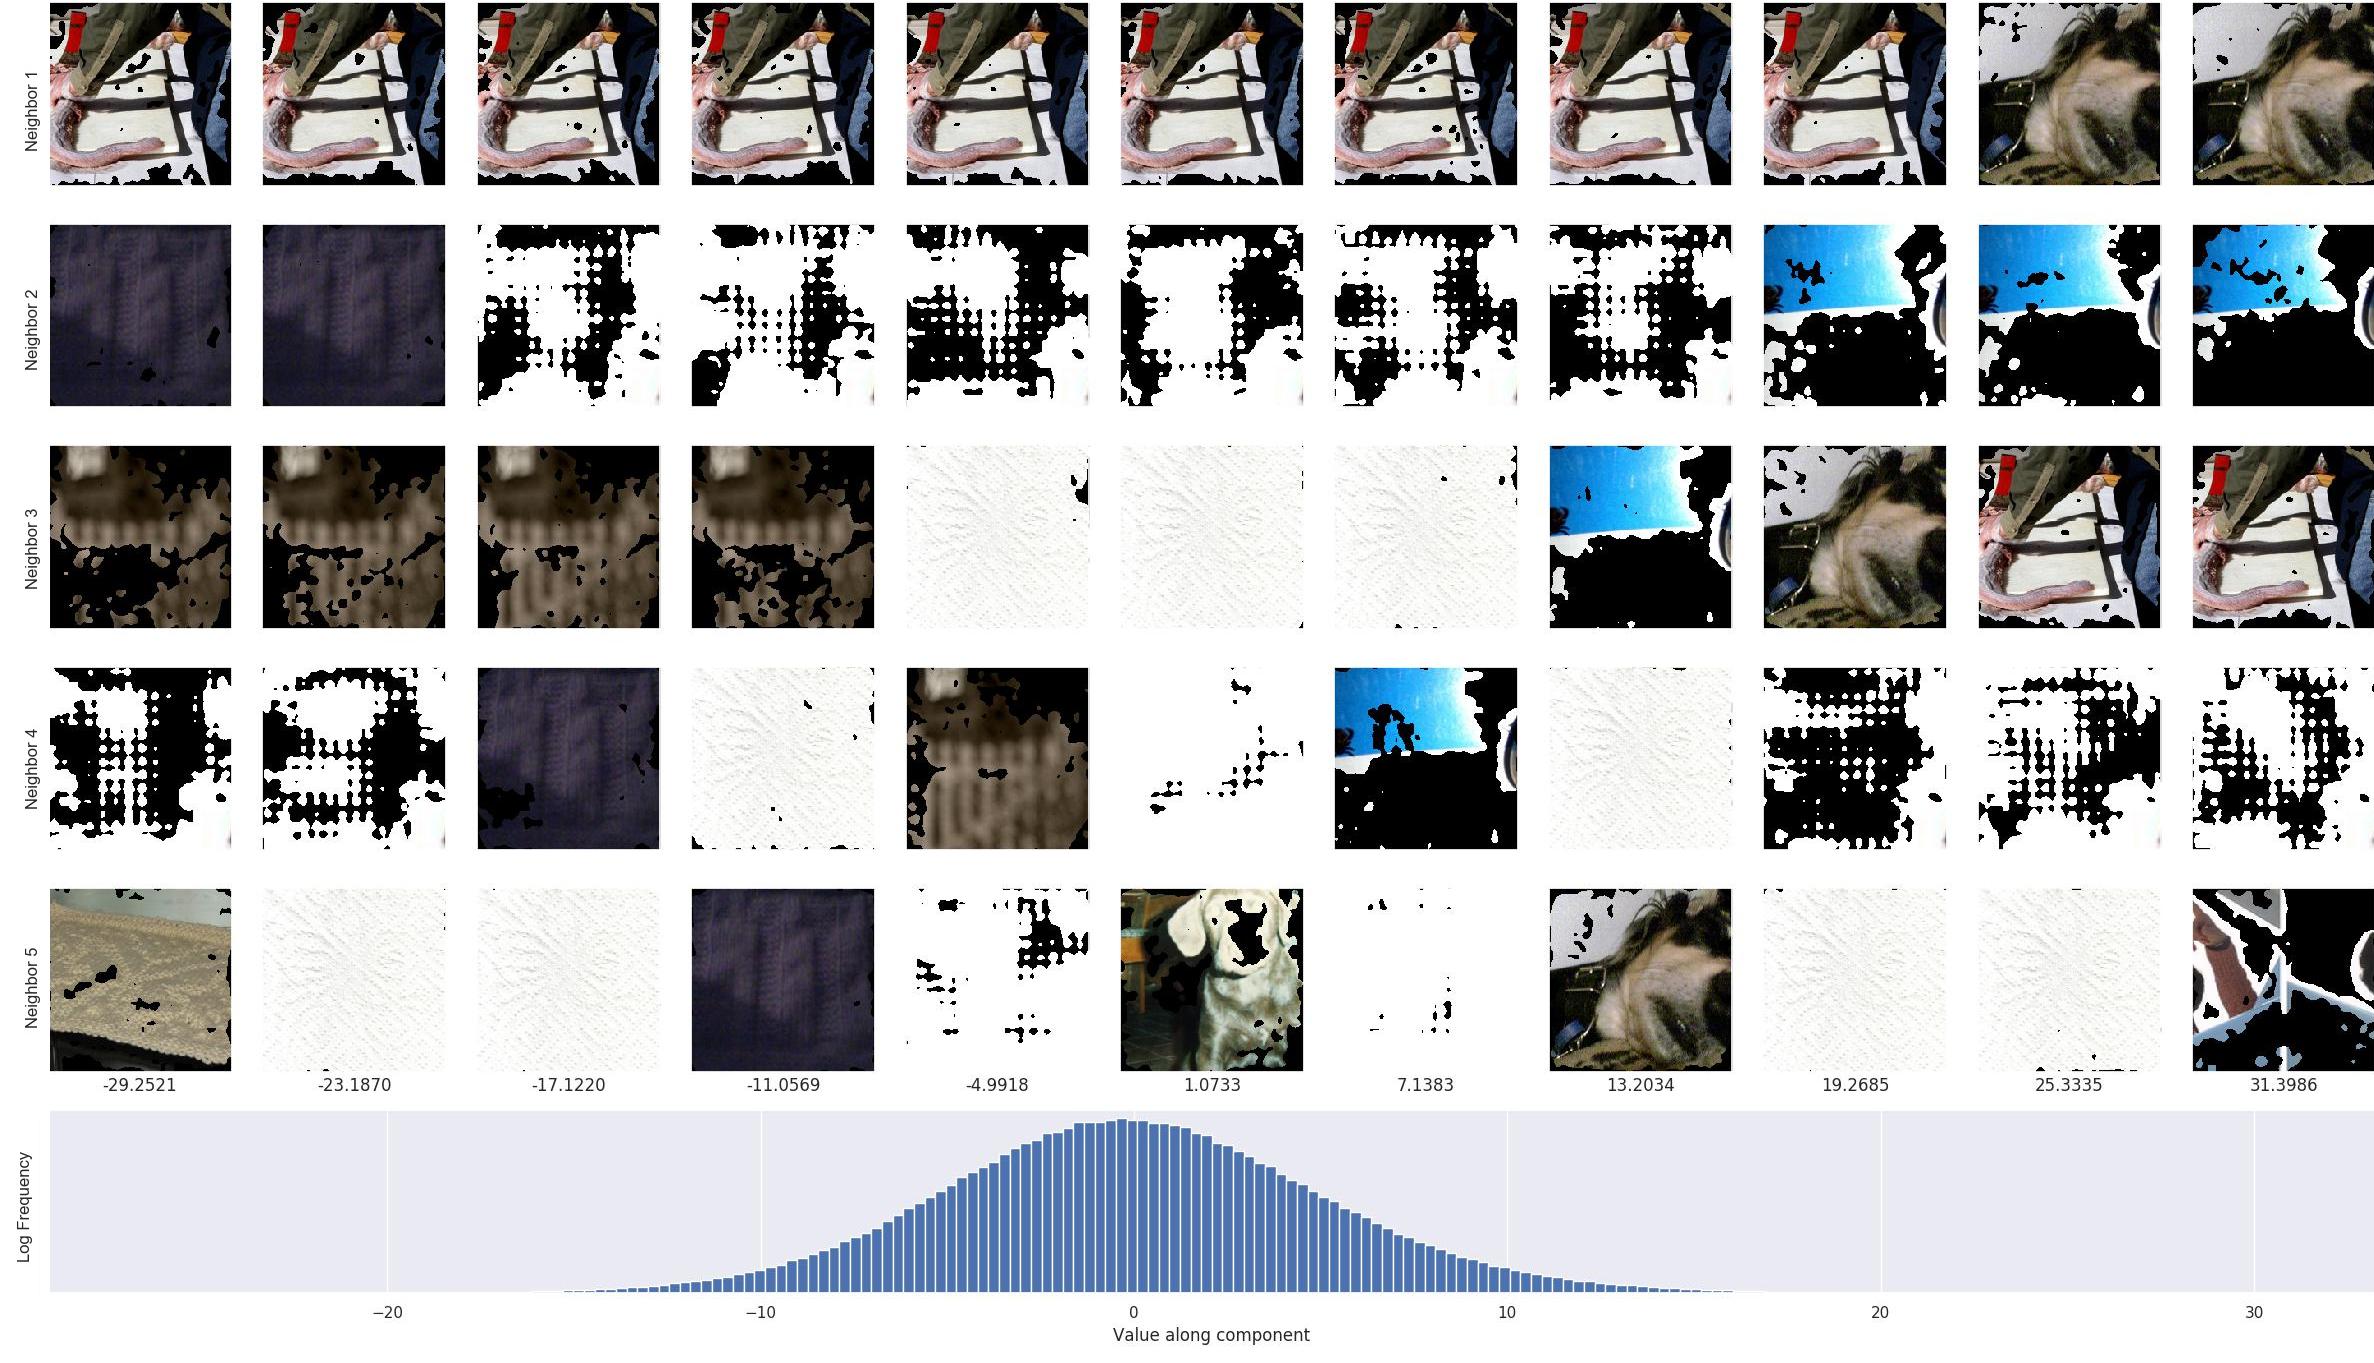 Neighbor 1
Neighbor 2
Neighbor 3
Neighbor 4
Neighbor 5
-29.2521 -23.1870 -17.1220 -11.0569 -4.9918 1.0733 7.1383 13.2034 19.2685 25.3335 31.3986
Log Frequency
−20 −10 0 10 20 30
Value along component